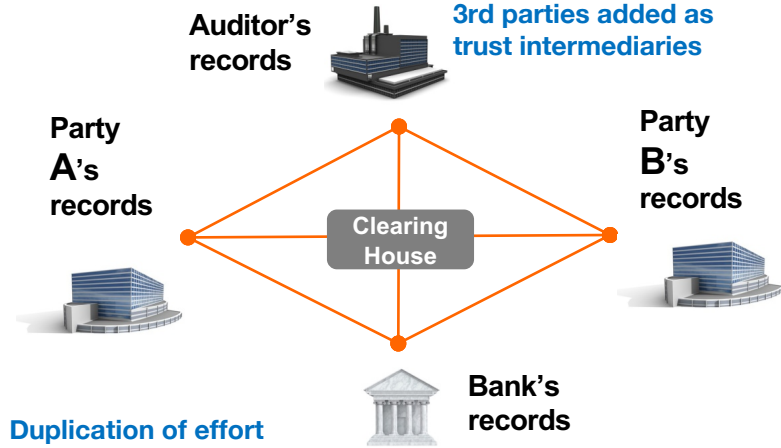 Auditor's
records
3rd parties added as
trust intermediaries
Party
A's
records
Party
B's
records
Clearing
House
Bank's
records
Duplication of effort